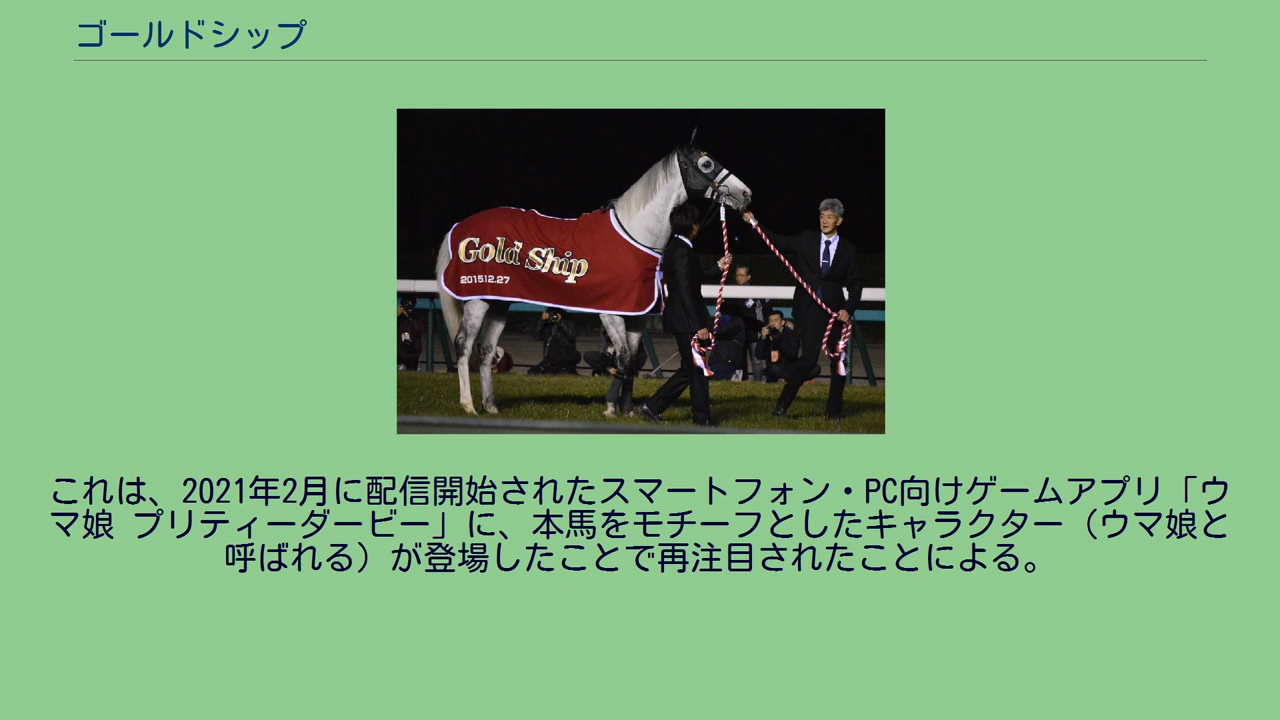 ゴールドシップ
Gold Ship
2015.12.27
これは、2021年2月に配信開始されたスマートフォン・PC向けゲームアプリ「ウ
マ娘 プリティーダービー」に、本馬をモチーフとしたキャラクター（ウマ娘と
呼ばれる）が登場したことで再注目されたことによる。